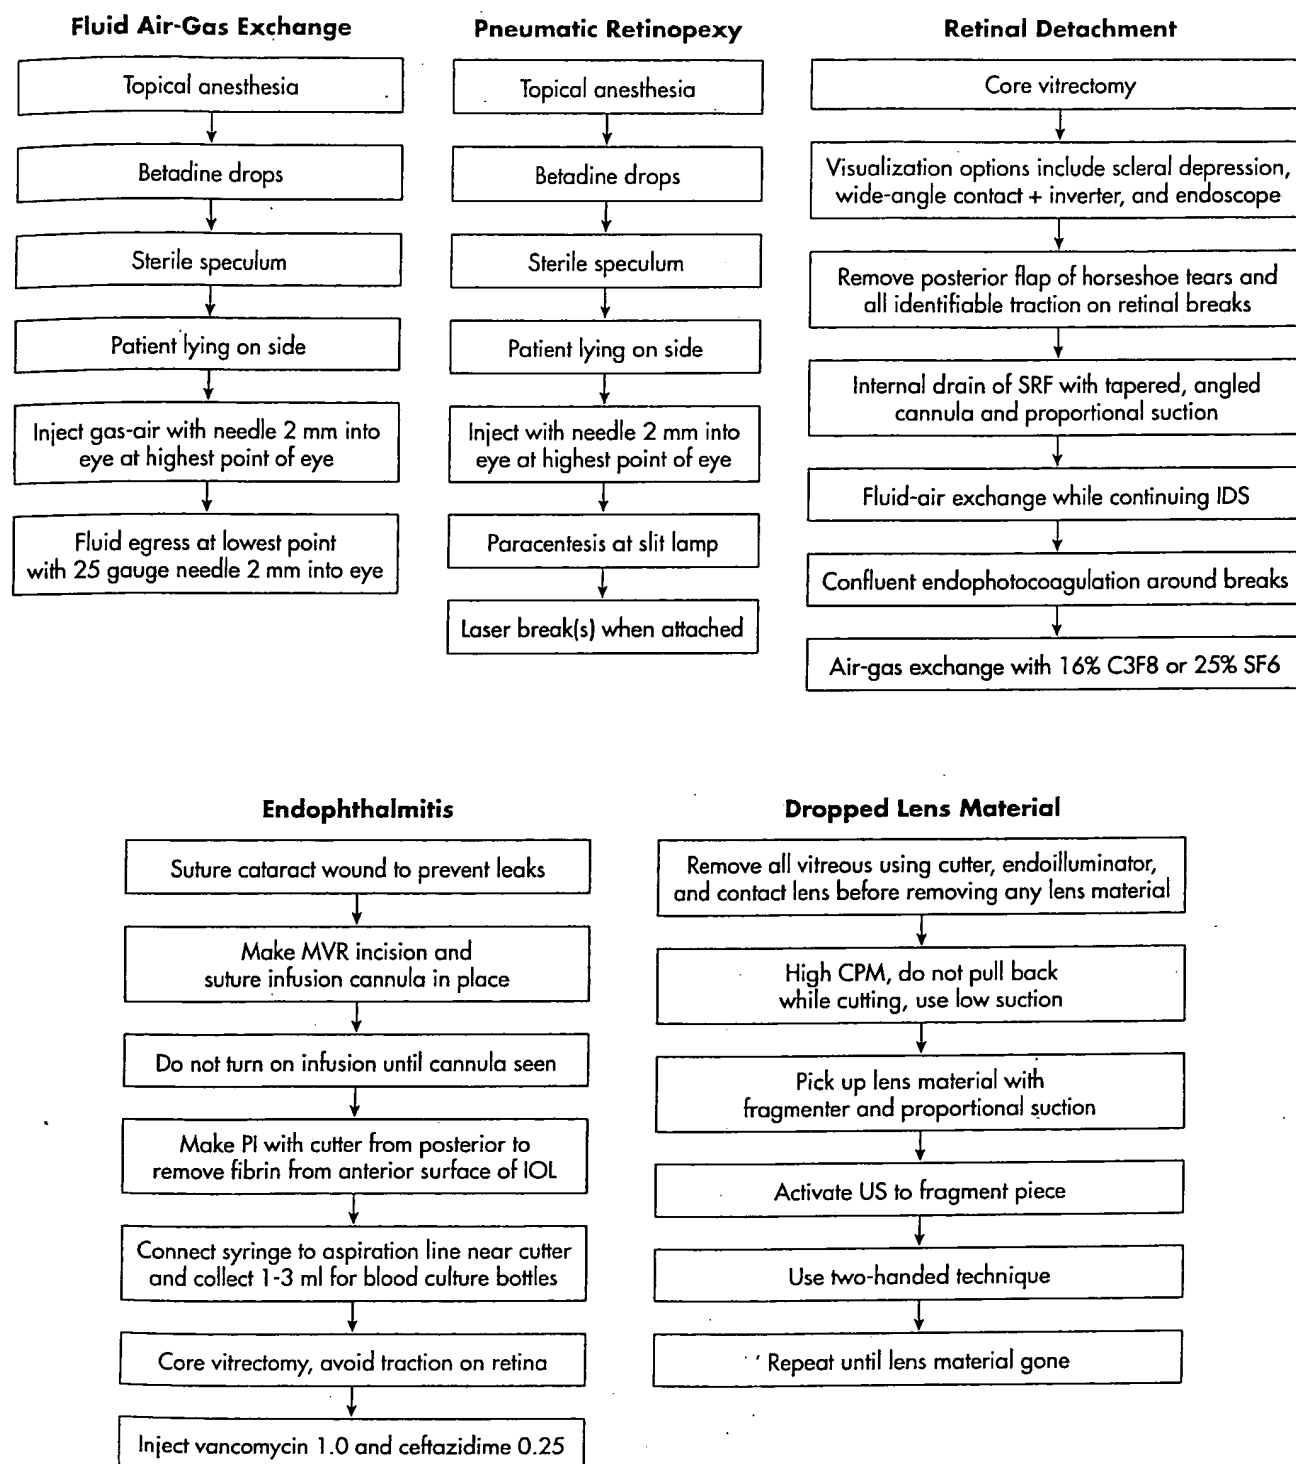 Fluid Air-Gas Exchange
Topical anesthesia
Betadine drops
Sterile speculum
Patient lying on side
Inject gas-air with needle 2 mm into
eye at highest point of eye
Fluid egress at lowest point
with 25 gauge needle 2 mm into eye
Pneumatic Retinopexy
Topical anesthesia
Betadine drops
Sterile speculum
Patient lying on side
Inject with needle 2 mm into
eye at highest point of eye
Paracentesis at slit lamp
Laser break(s) when attached
Retinal Detachment
Core vitrectomy
Visualization options include scleral depression,
wide-angle contact + inverter, and endoscope
Remove posterior flap of horseshoe tears and
all identifiable traction on retinal breaks
Internal drain of SRF with tapered, angled
cannula and proportional suction
Fluid-air exchange while continuing IDS
Confluent endophotocoagulation around breaks
Air-gas exchange with 16% C3F8 or 25% SF6
Endophthalmitis
Suture cataract wound to prevent leaks
Make MVR incision and
suture infusion cannula in place
Do not turn on infusion until cannula seen
Make PI with cutter from posterior to
remove fibrin from anterior surface of IOL
Connect syringe to aspiration line near cutter
and collect 1-3 ml for blood culture bottles
Core vitrectomy, avoid traction on retina
Inject vancomycin 1.0 and ceftazidime 0.25
Dropped Lens Material
Remove all vitreous using cutter, endoilluminator,
and contact lens before removing any lens material
High CPM, do not pull back
while cutting, use low suction
Pick up lens material with
fragmenter and proportional suction
Activate US to fragment piece
Use two-handed technique
Repeat until lens material gone